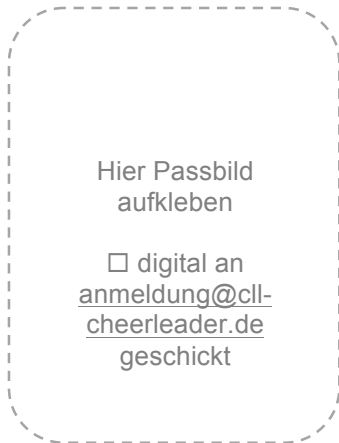 Hier Passbild
aufkleben
☐ digital an
anmeldung@cll-
cheerleader.de
geschickt